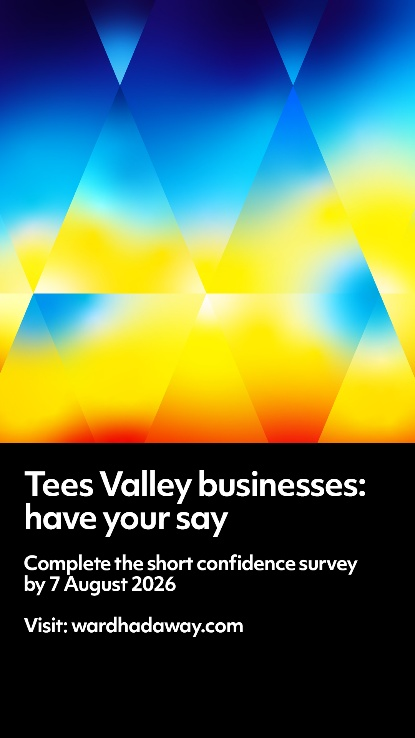 Tees Valley businesses:
have your say
Complete the short confidence survey
by 7 August 2026
Visit: wardhadaway.com